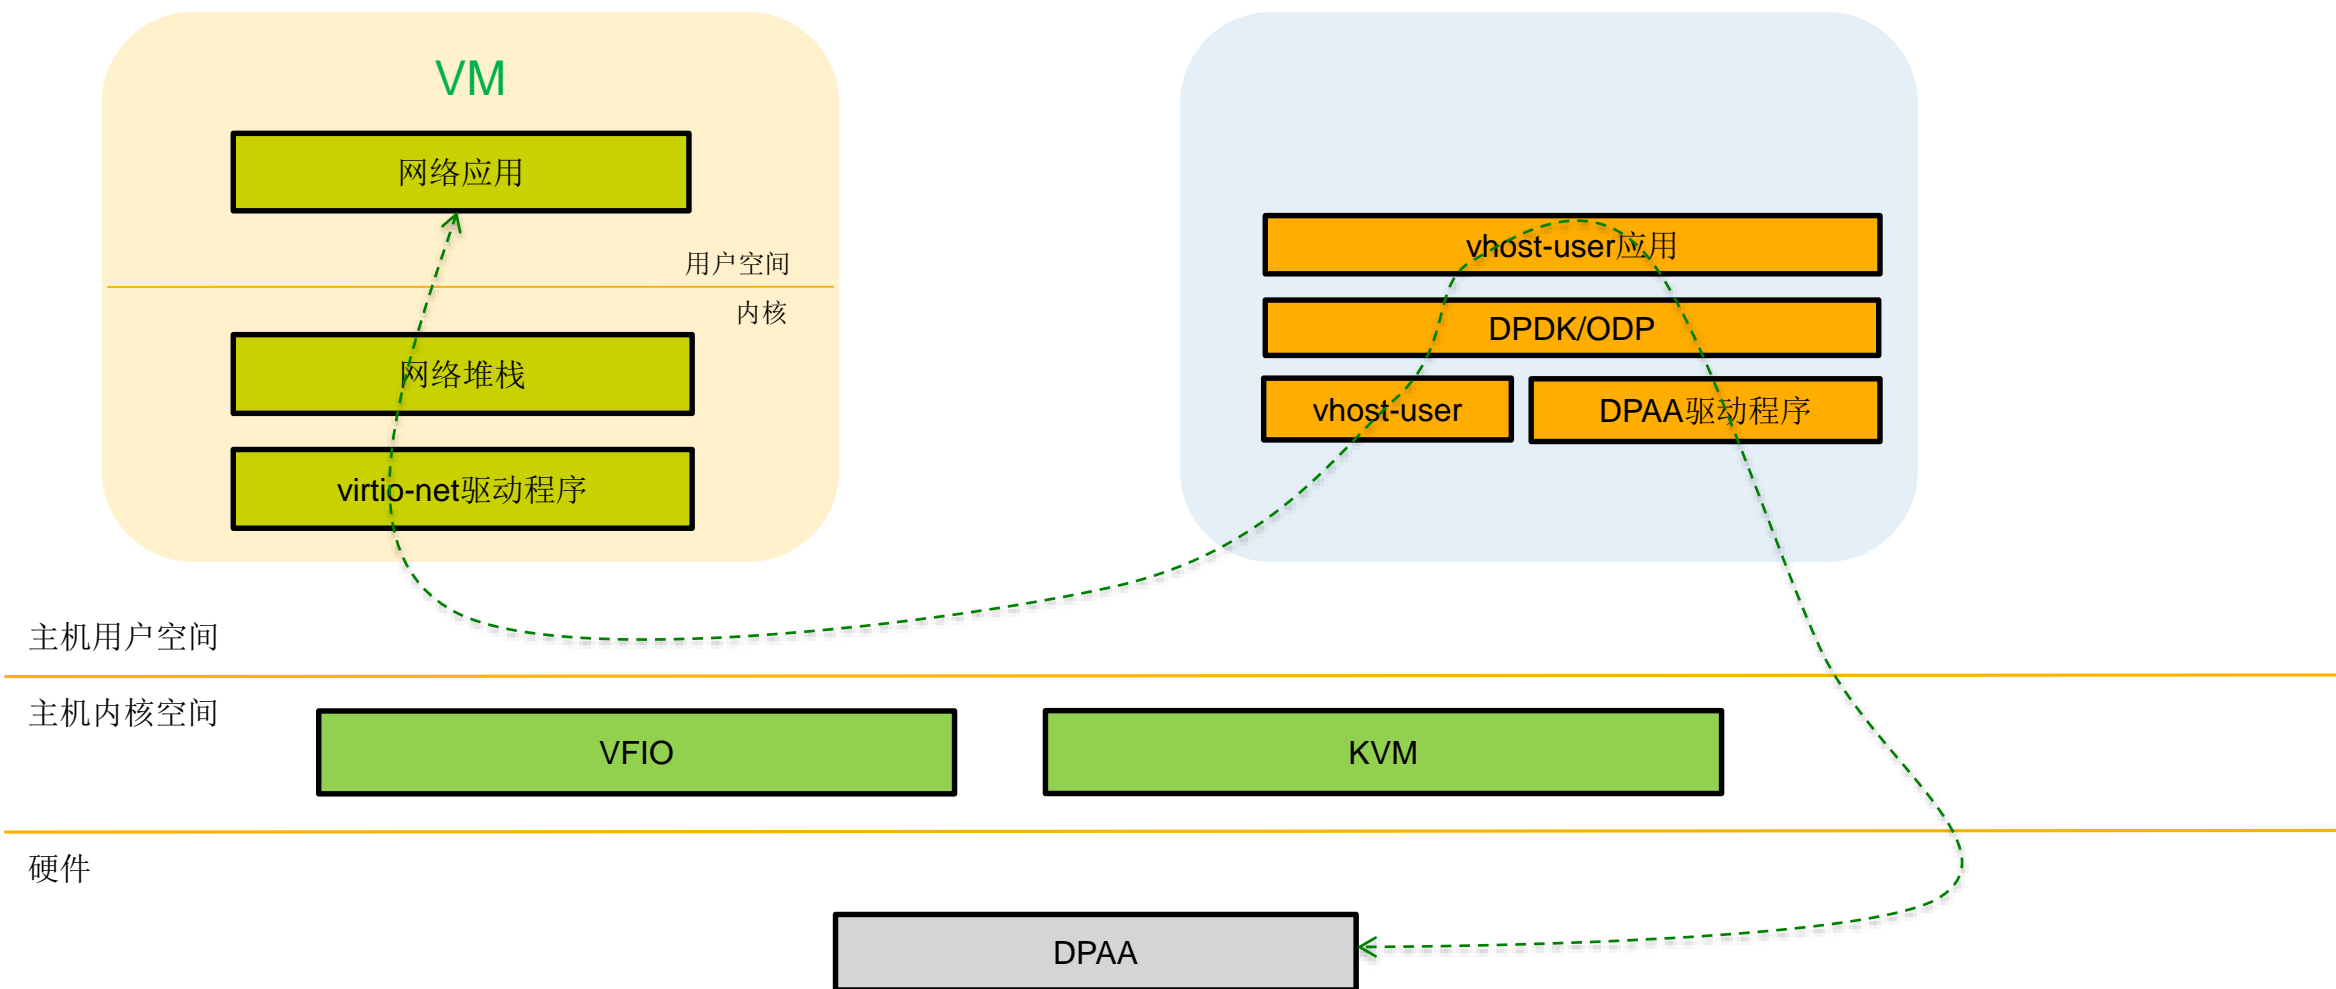 VM
网络应用
用户空间
内核
网络堆栈
virtio-net驱动程序
vhost-user应用
DPDK/ODP
vhost-user
DPAA驱动程序
主机用户空间
主机内核空间
VFIO
KVM
硬件
DPAA